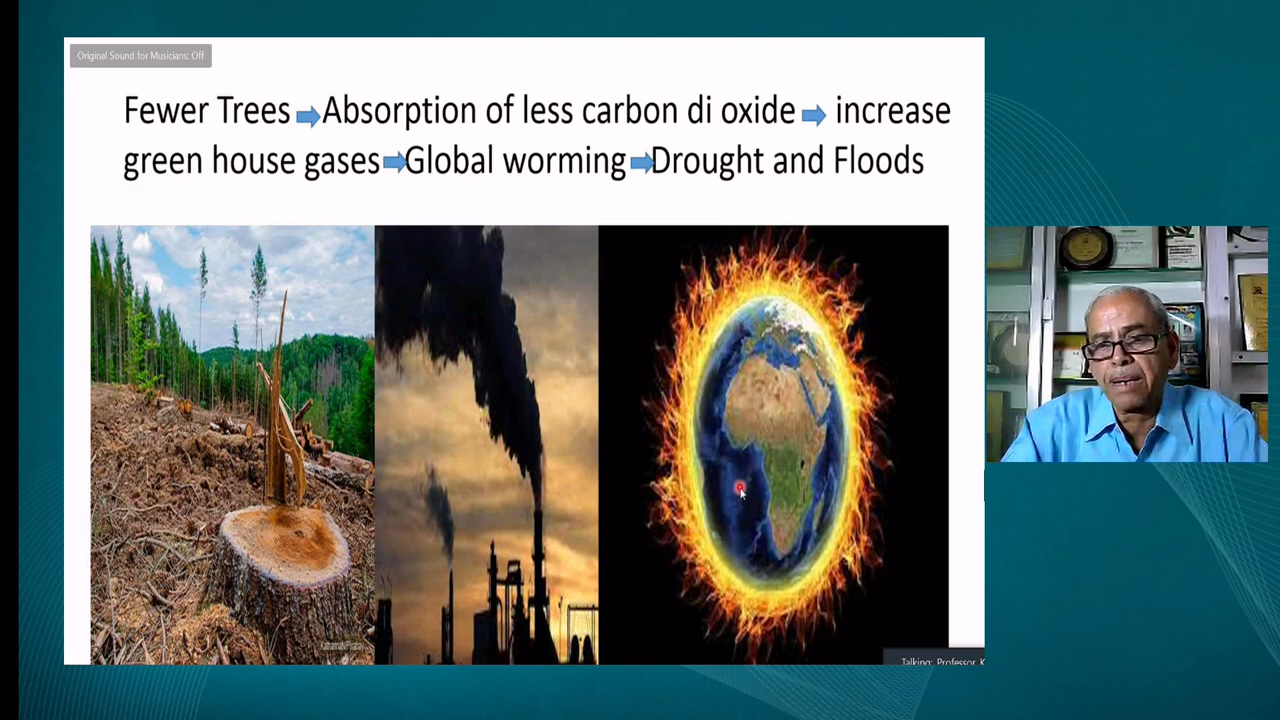 Original Sound for Musicians: Off
Fewer Trees Absorption of less carbon di oxide increase
green house gases Global worming Drought and Floods
Talking: Professor, K